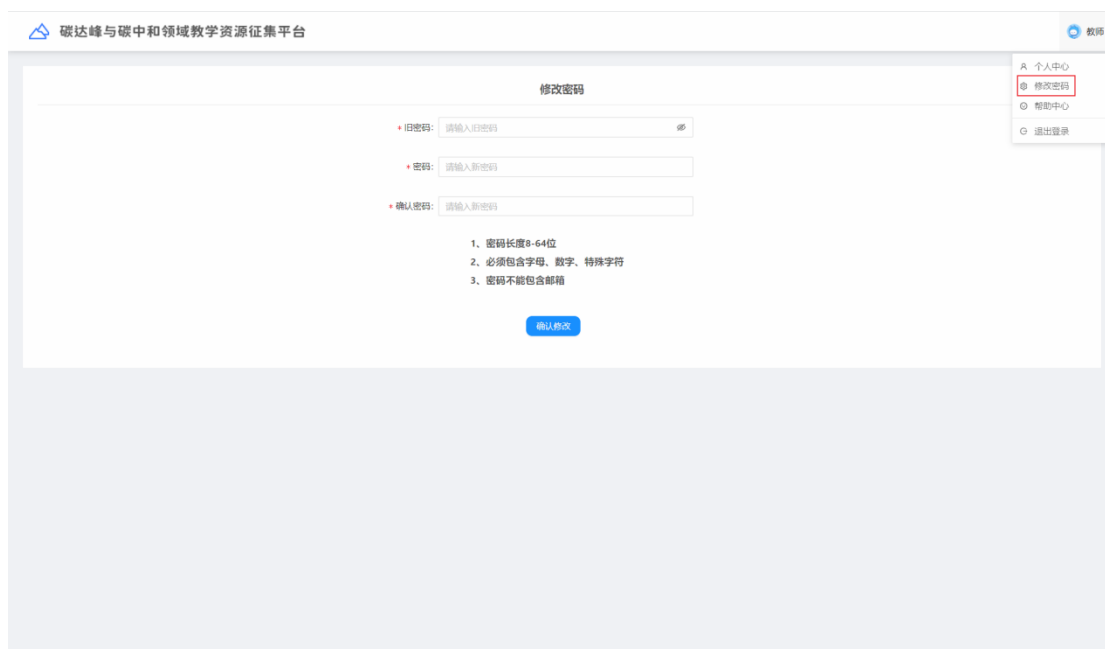 碳达峰与碳中和领域教学资源征集平台
教师
个人中心
修改密码
帮助中心
退出登录
修改密码
* 旧密码: 请输入旧密码
* 密码: 请输入新密码
* 确认密码: 请输入新密码
1、密码长度8-64位
2、必须包含字母、数字、特殊字符
3、密码不能包含邮箱
确认修改